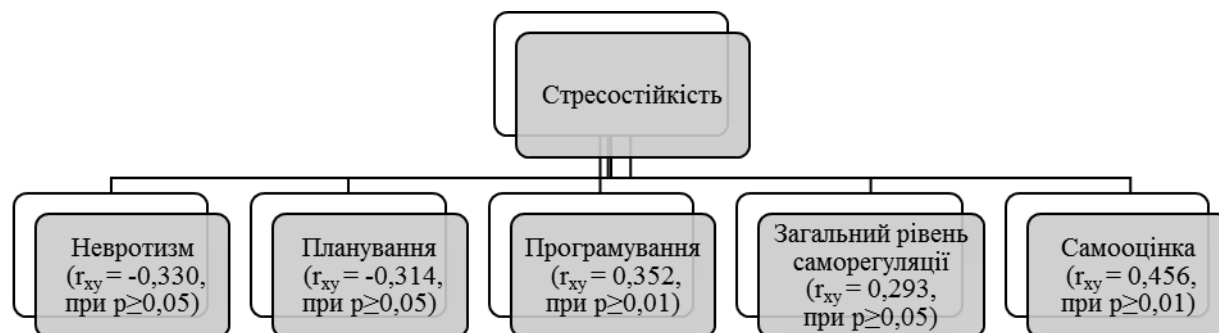 Стресостійкість
Невротизм
(rxy = -0,330,
при p≥0,05)
Планування
(rxy = -0,314,
при p≥0,05)
Програмування
(rxy = 0,352,
при p≥0,01)
Загальний рівень
саморегуляції
(rxy = 0,293,
при p≥0,05)
Самооцінка
(rxy = 0,456,
при p≥0,01)